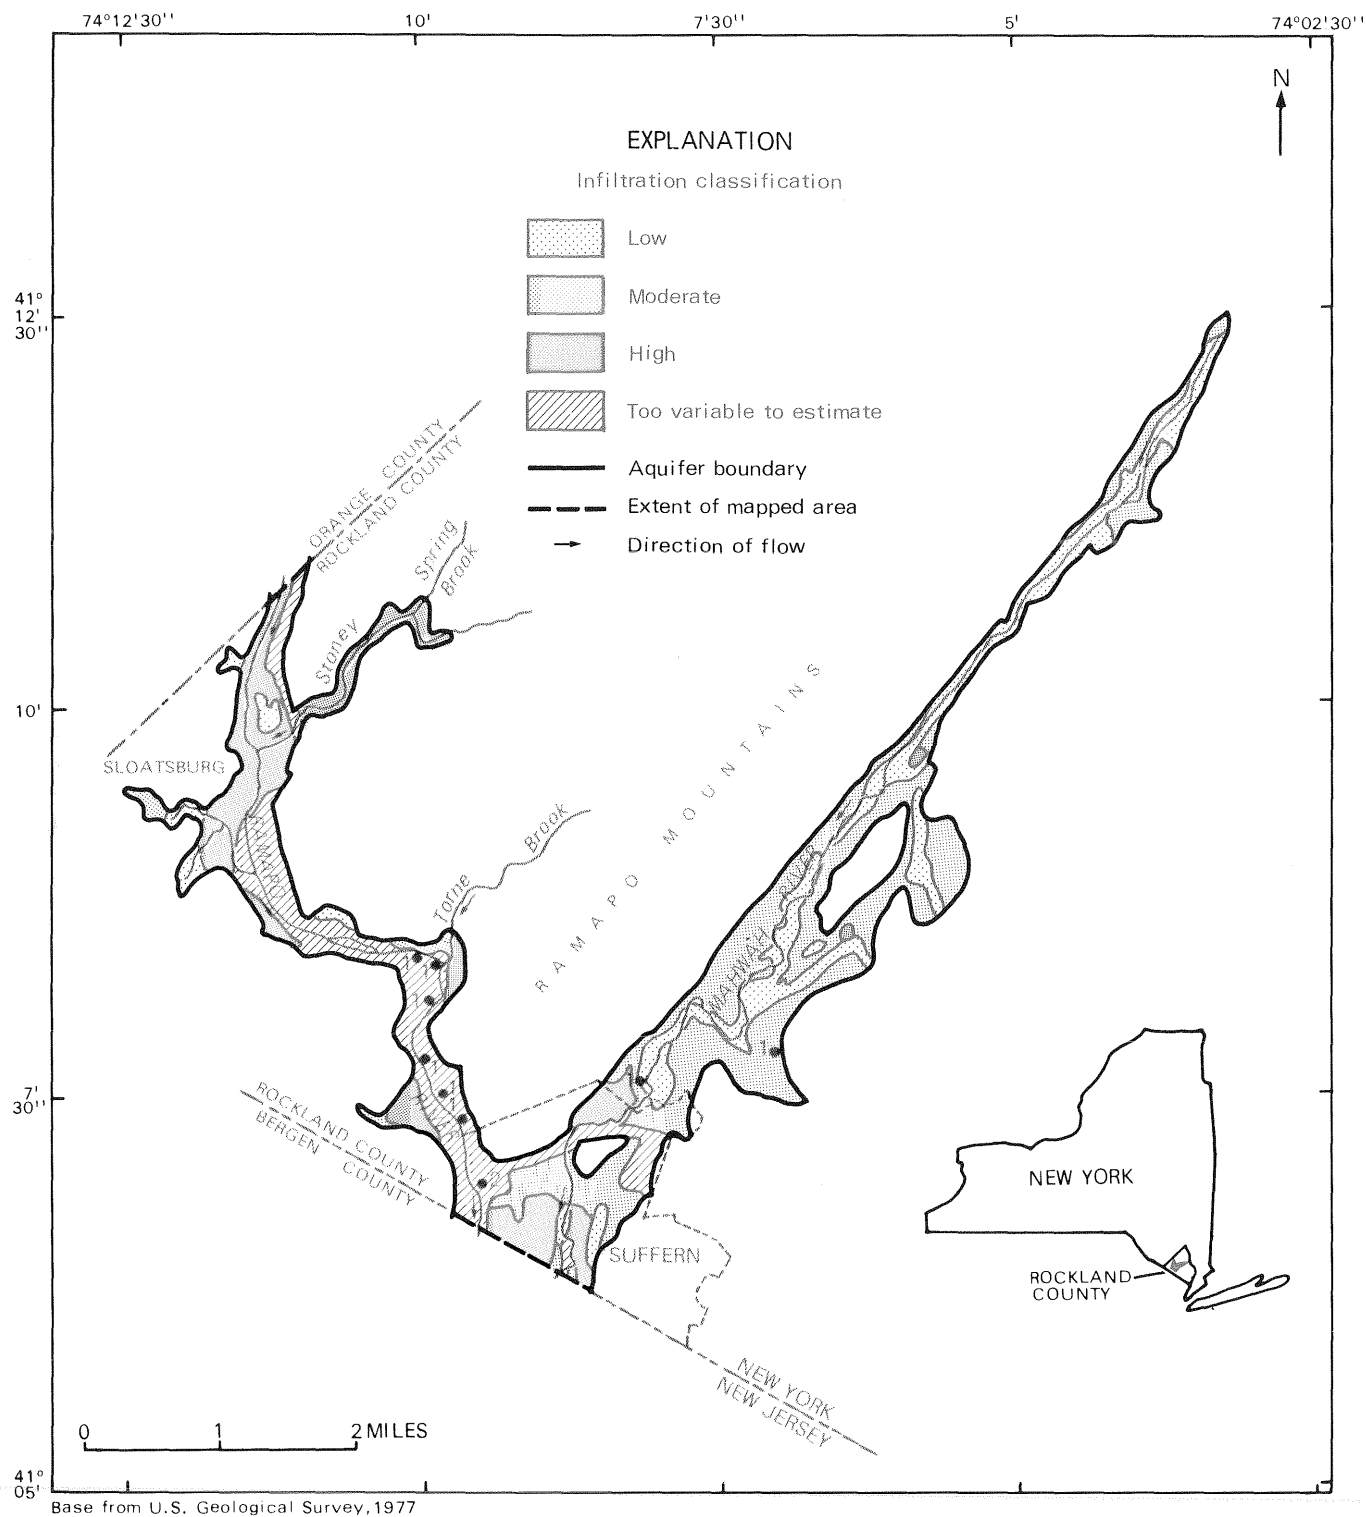 74°12'30'' 10' 7'30'' 5' 74°02'30''
N
EXPLANATION
Infiltration classification
Low
Moderate
High
Too variable to estimate
Aquifer boundary
Extent of mapped area
Direction of flow
41°
12'
30''
ORANGE COUNTY
ROCKLAND COUNTY
Spring
Brook
Stoney
10'
SLOATSBURG
RAMAPO MOUNTAINS
Torne Brook
MAHWAH RIVER
1
7'
30''
ROCKLAND COUNTY
BERGEN COUNTY
NEW YORK
ROCKLAND
COUNTY
SUFFERN
NEW YORK
NEW JERSEY
0 1 2 MILES
41°
05'
Base from U.S. Geological Survey, 1977